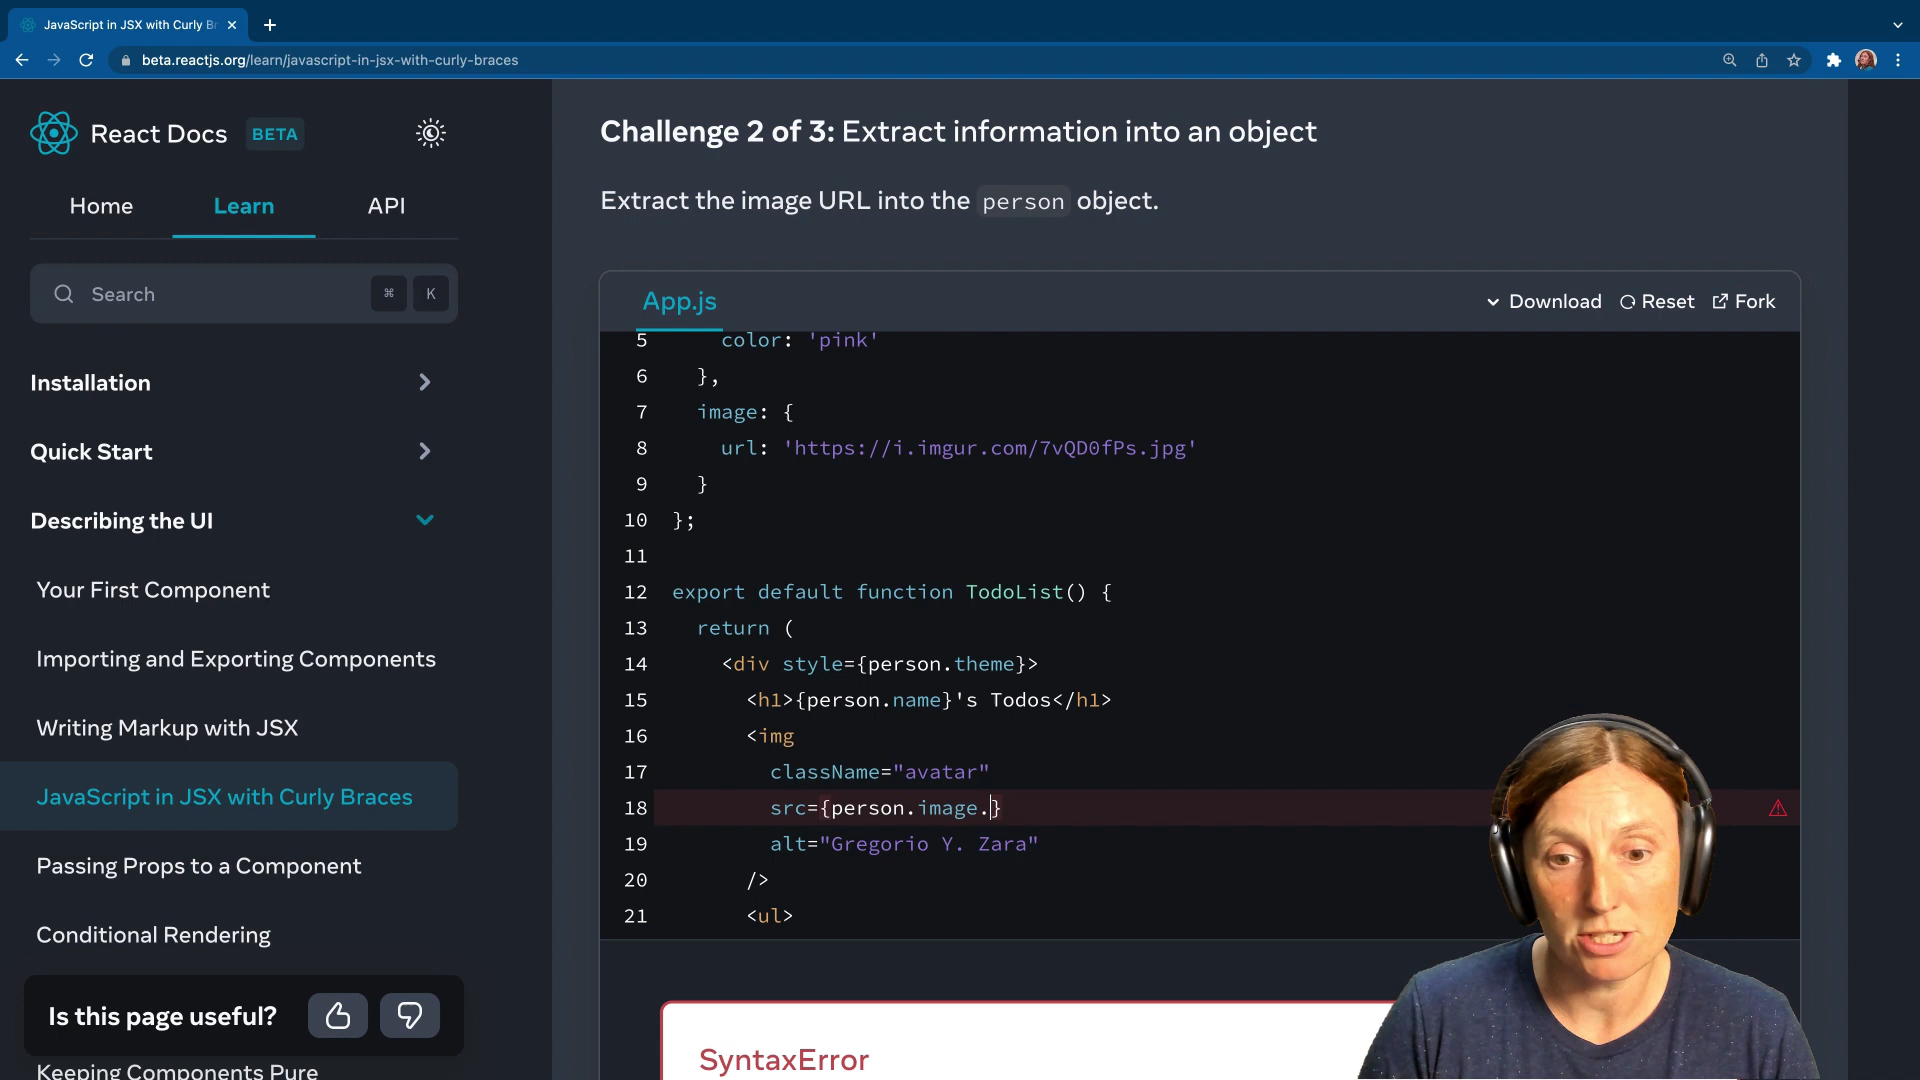 JavaScript in JSX with Curly Br
beta.reactjs.org/learn/javascript-in-jsx-with-curly-braces
React Docs BETA
Home Learn API
Search ⌘ K
Installation
Quick Start
Describing the UI
Your First Component
Importing and Exporting Components
Writing Markup with JSX
JavaScript in JSX with Curly Braces
Passing Props to a Component
Conditional Rendering
Is this page useful?
Keeping Components Pure
Challenge 2 of 3: Extract information into an object
Extract the image URL into the person object.
App.js Download Reset Fork
5 color: 'pink'
6 },
7 image: {
8 url: 'https://i.imgur.com/7vQD0fPs.jpg'
9 }
10 };
11
12 export default function TodoList() {
13 return (
14 <div style={person.theme}>
15 <h1>{person.name}'s Todos</h1>
16 <img
17 className="avatar"
18 src={person.image.}
19 alt="Gregorio Y. Zara"
20 />
21 <ul>
SyntaxError